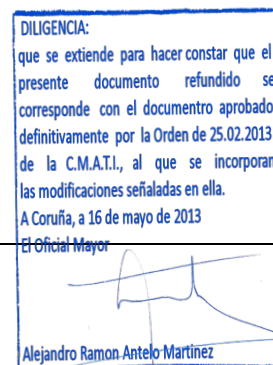 DILIGENCIA:
que se extiende para hacer constar que el
presente documento refundido se
corresponde con el documentro aprobado
definitivamente por la Orden de 25.02.2013
de la C.M.A.T.I., al que se incorporan
las modificaciones señaladas en ella.
A Coruña, a 16 de mayo de 2013
El Oficial Mayor
Alejandro Ramon Antelo Martinez